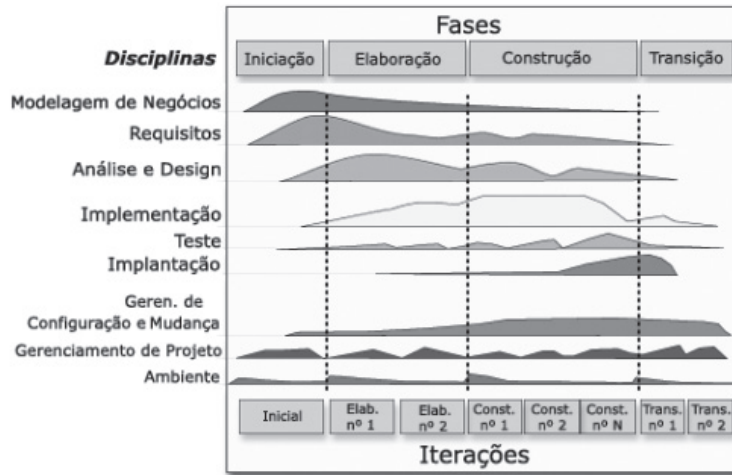 Fases
Disciplinas
Iniciação Elaboração Construção Transição
Modelagem de Negócios
Requisitos
Análise e Design
Implementação
Teste
Implantação
Geren. de
Configuração e Mudança
Gerenciamento de Projeto
Ambiente
Inicial
Elab.
nº 1
Elab.
nº 2
Const.
nº 1
Const.
nº 2
Const.
nº N
Trans.
nº 1
Trans.
nº 2
Iterações